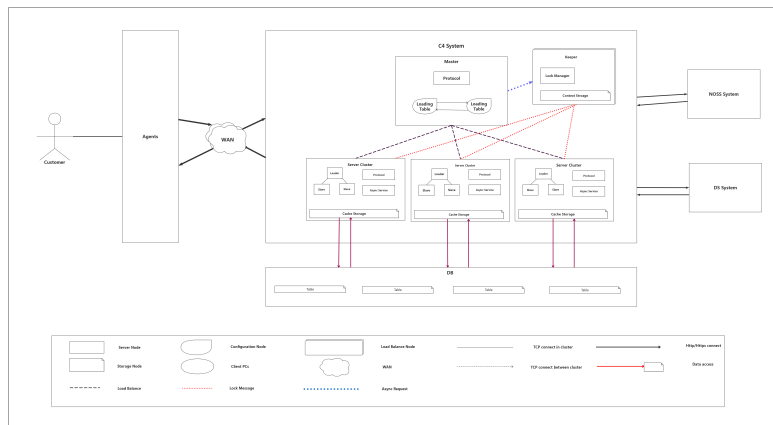 C4 System
Master
Protocol
Loading
Table
Loading
Table
Keeper
Lock Manager
Context Storage
NOSS System
Customer
Agents
WAN
Server Cluster
Leader
Slave
Slave
Protocol
Async Service
Cache Storage
Server Cluster
Leader
Slave
Slave
Protocol
Async Service
Cache Storage
Server Cluster
Leader
Slave
Slave
Protocol
Async Service
Cache Storage
DS System
DB
Table
Table
Table
Table
Server Node
Configuration Node
Load Balance Node
TCP connect in cluster
Http/Https connect
Storage Node
Client PCs
WAN
TCP connect between cluster
Data access
Load Balance
Lock Message
Async Request